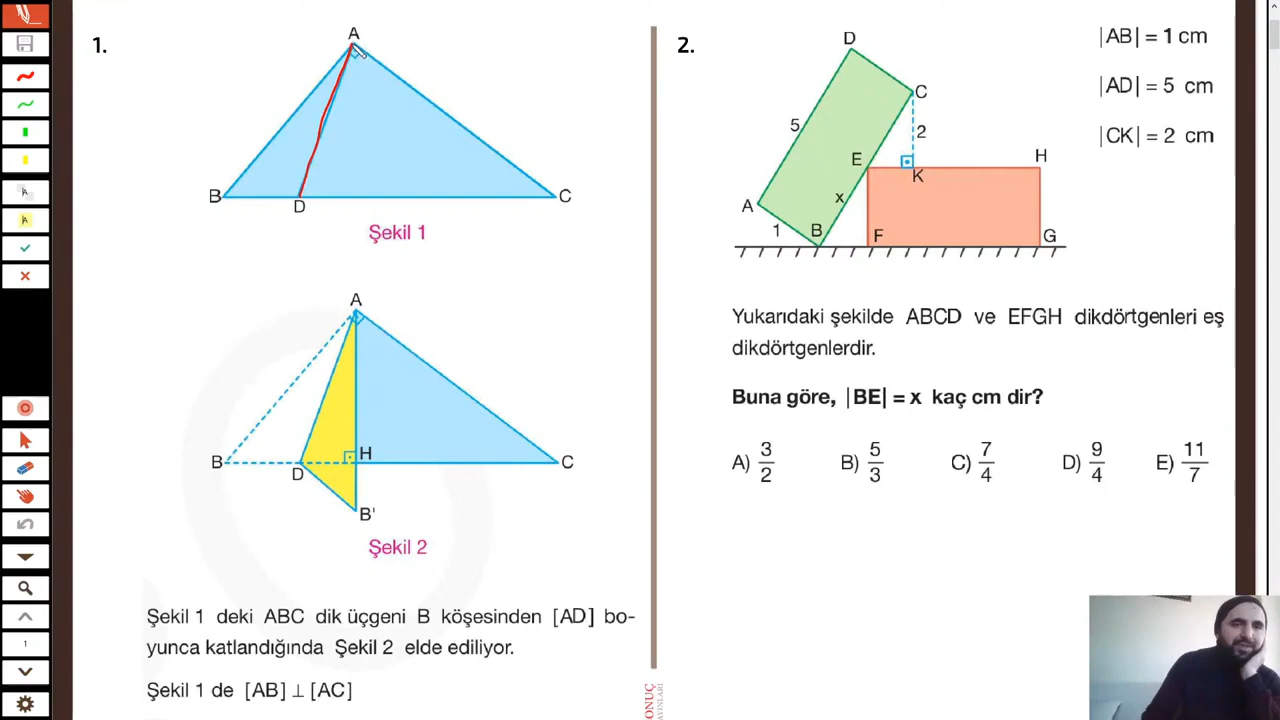 1.
A
B
D
C
Şekil 1
A
B
D
H
C
B'
Şekil 2
Şekil 1 deki ABC dik üçgeni B köşesinden [AD] bo-
yunca katlandığında Şekil 2 elde ediliyor.
Şekil 1 de [AB] ⊥ [AC]
2.
D
C
5
2
E
K
H
A
x
1
B
F
G
|AB| = 1 cm
|AD| = 5 cm
|CK| = 2 cm
Yukarıdaki şekilde ABCD ve EFGH dikdörtgenleri eş
dikdörtgenlerdir.
Buna göre, |BE| = x kaç cm dir?
A) 3/2 B) 5/3 C) 7/4 D) 9/4 E) 11/7
ONUÇ
YAYINLARI
1
A
A